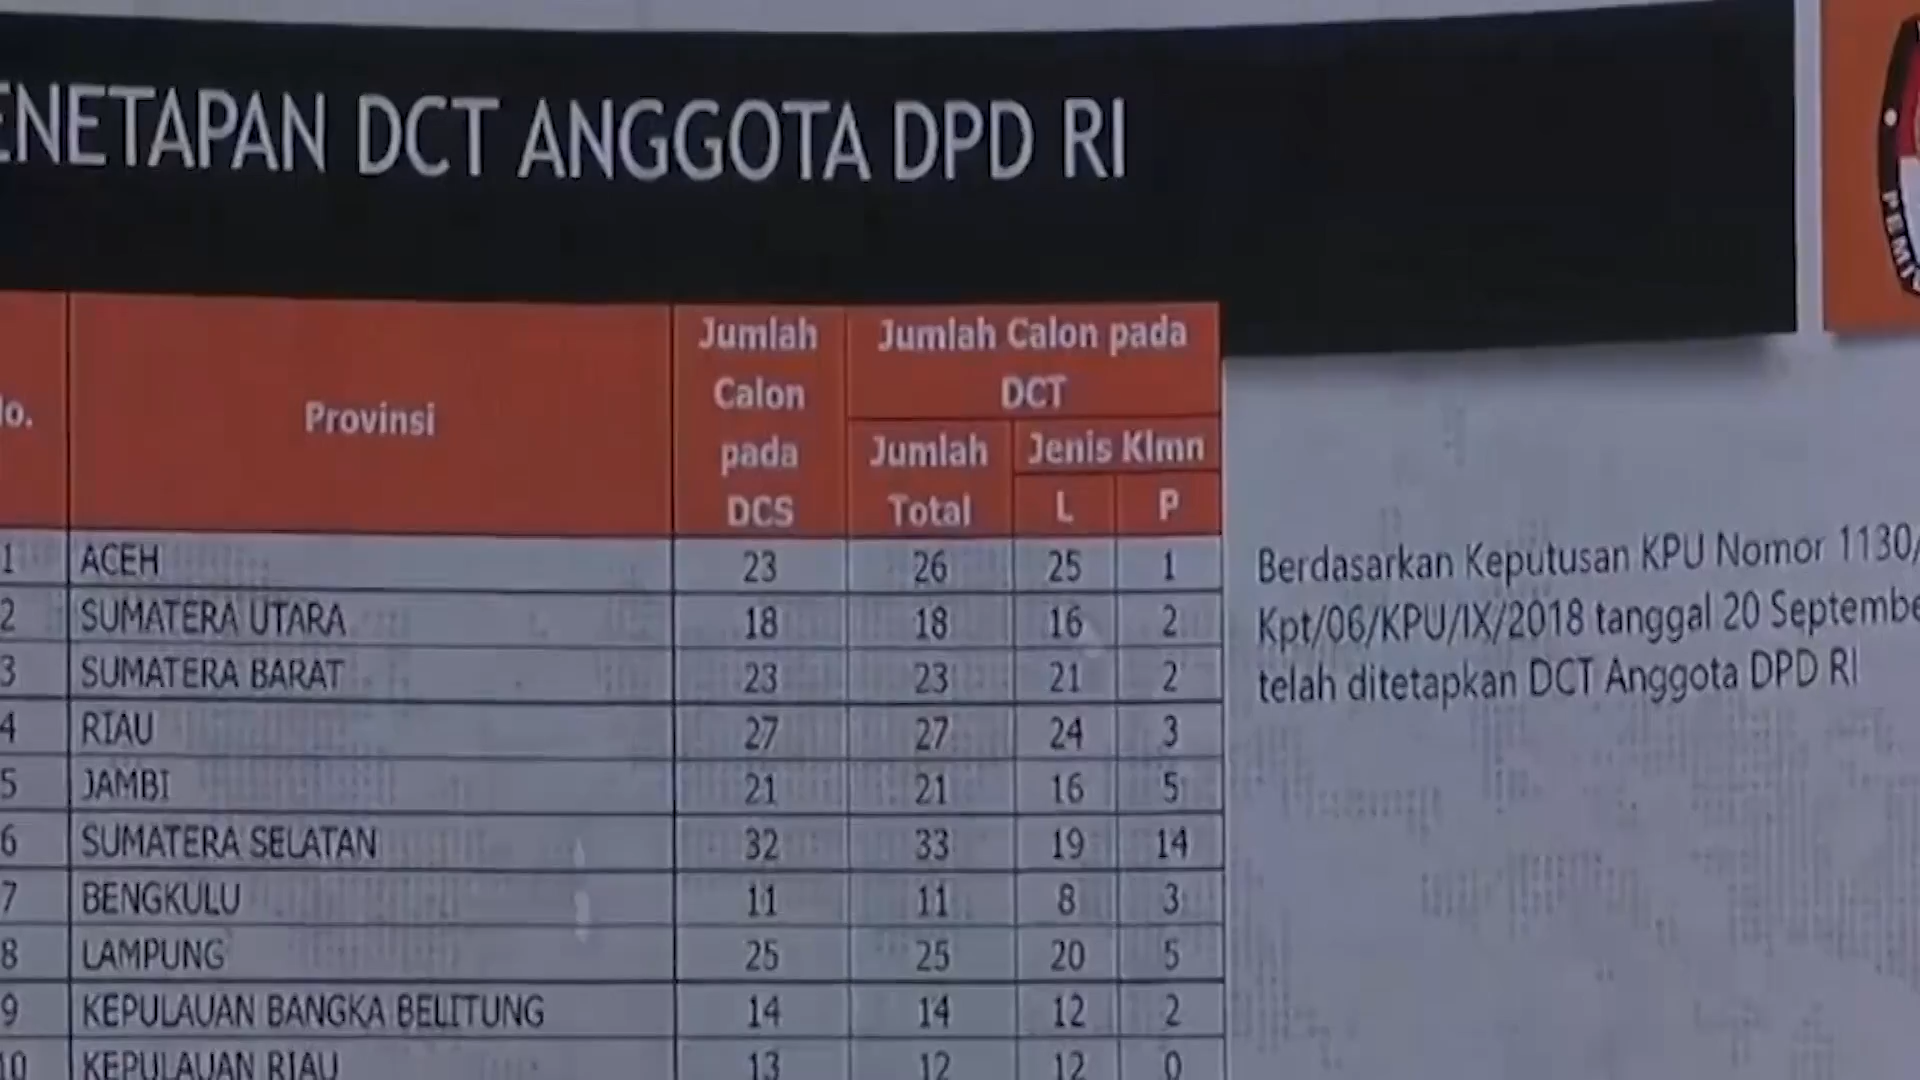 ENETAPAN DCT ANGGOTA DPD RI
PEMI
No. Provinsi Jumlah Calon pada DCS Jumlah Calon pada DCT
Jumlah Total Jenis Klmn
L P
1 ACEH 23 26 25 1
2 SUMATERA UTARA 18 18 16 2
3 SUMATERA BARAT 23 23 21 2
4 RIAU 27 27 24 3
5 JAMBI 21 21 16 5
6 SUMATERA SELATAN 32 33 19 14
7 BENGKULU 11 11 8 3
8 LAMPUNG 25 25 20 5
9 KEPULAUAN BANGKA BELITUNG 14 14 12 2
10 KEPULAUAN RIAU 13 12 12 0
Berdasarkan Keputusan KPU Nomor 1130/
Kpt/06/KPU/IX/2018 tanggal 20 Septembe
telah ditetapkan DCT Anggota DPD RI